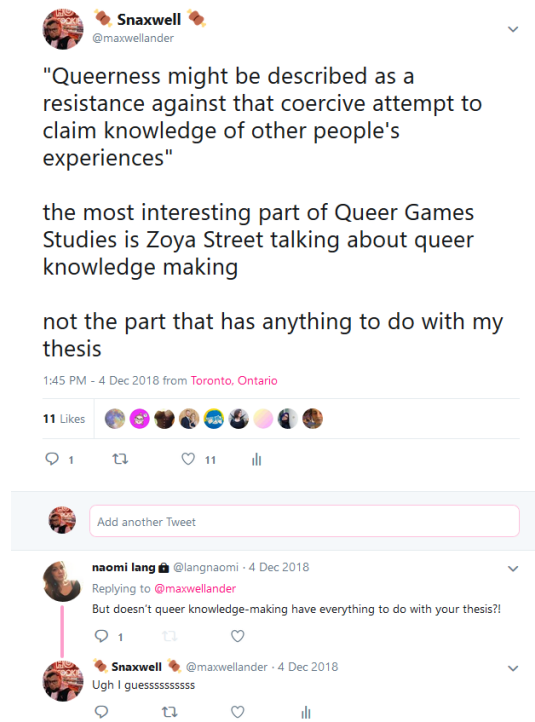 Snaxwell
@maxwellander
"Queerness might be described as a
resistance against that coercive attempt to
claim knowledge of other people's
experiences"
the most interesting part of Queer Games
Studies is Zoya Street talking about queer
knowledge making
not the part that has anything to do with my
thesis
1:45 PM - 4 Dec 2018 from Toronto, Ontario
11 Likes
1 11
Add another Tweet
naomi lang @langnaomi · 4 Dec 2018
Replying to @maxwellander
But doesn't queer knowledge-making have everything to do with your thesis?!
1
Snaxwell @maxwellander · 4 Dec 2018
Ugh I guessssssssss